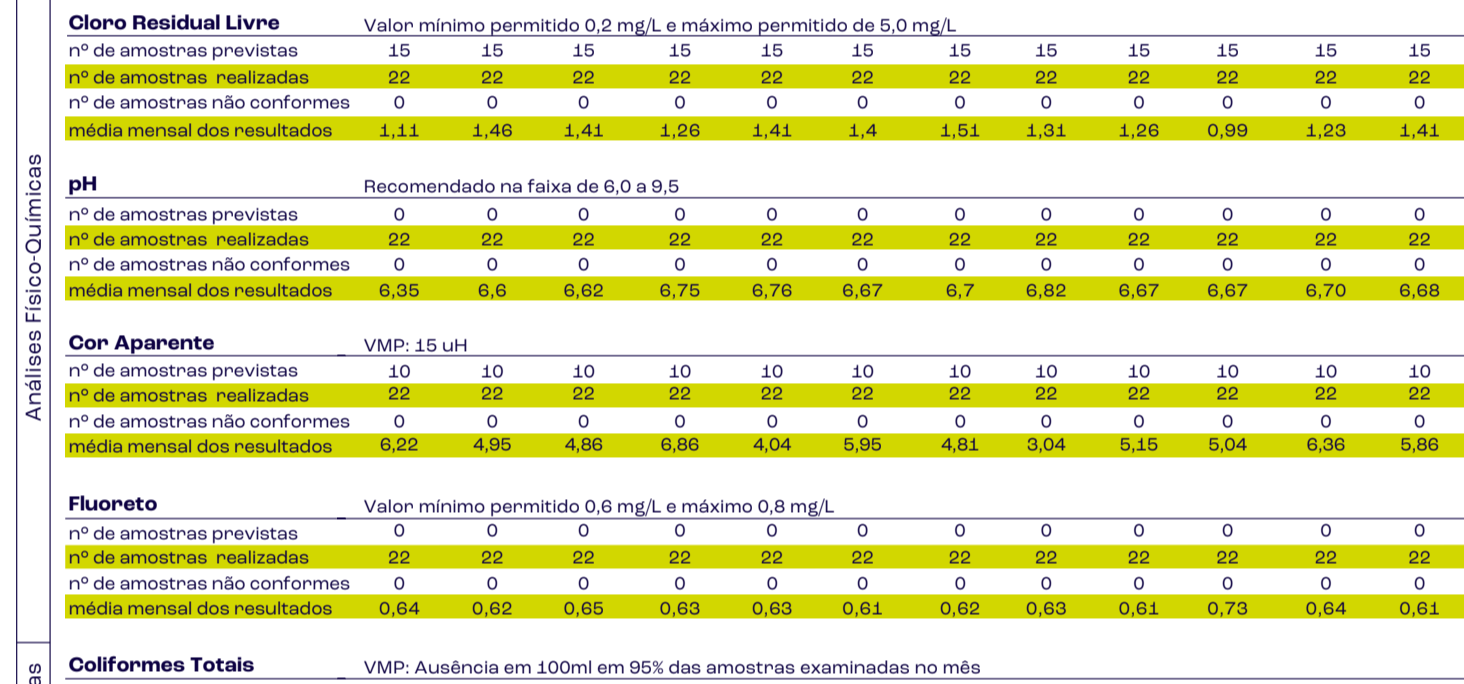 Análises Físico-Químicas
Cloro Residual Livre Valor mínimo permitido 0,2 mg/L e máximo permitido de 5,0 mg/L
nº de amostras previstas 15 15 15 15 15 15 15 15 15 15 15 15
nº de amostras realizadas 22 22 22 22 22 22 22 22 22 22 22 22
nº de amostras não conformes 0 0 0 0 0 0 0 0 0 0 0 0
média mensal dos resultados 1,11 1,46 1,41 1,26 1,41 1,4 1,51 1,31 1,26 0,99 1,23 1,41
pH Recomendado na faixa de 6,0 a 9,5
nº de amostras previstas 0 0 0 0 0 0 0 0 0 0 0 0
nº de amostras realizadas 22 22 22 22 22 22 22 22 22 22 22 22
nº de amostras não conformes 0 0 0 0 0 0 0 0 0 0 0 0
média mensal dos resultados 6,35 6,6 6,62 6,75 6,76 6,67 6,7 6,82 6,67 6,67 6,70 6,68
Cor Aparente VMP: 15 uH
nº de amostras previstas 10 10 10 10 10 10 10 10 10 10 10 10
nº de amostras realizadas 22 22 22 22 22 22 22 22 22 22 22 22
nº de amostras não conformes 0 0 0 0 0 0 0 0 0 0 0 0
média mensal dos resultados 6,22 4,95 4,86 6,86 4,04 5,95 4,81 3,04 5,15 5,04 6,36 5,86
Fluoreto Valor mínimo permitido 0,6 mg/L e máximo 0,8 mg/L
nº de amostras previstas 0 0 0 0 0 0 0 0 0 0 0 0
nº de amostras realizadas 22 22 22 22 22 22 22 22 22 22 22 22
nº de amostras não conformes 0 0 0 0 0 0 0 0 0 0 0 0
média mensal dos resultados 0,64 0,62 0,65 0,63 0,63 0,61 0,62 0,63 0,61 0,73 0,64 0,61
Coliformes Totais VMP: Ausência em 100ml em 95% das amostras examinadas no mês